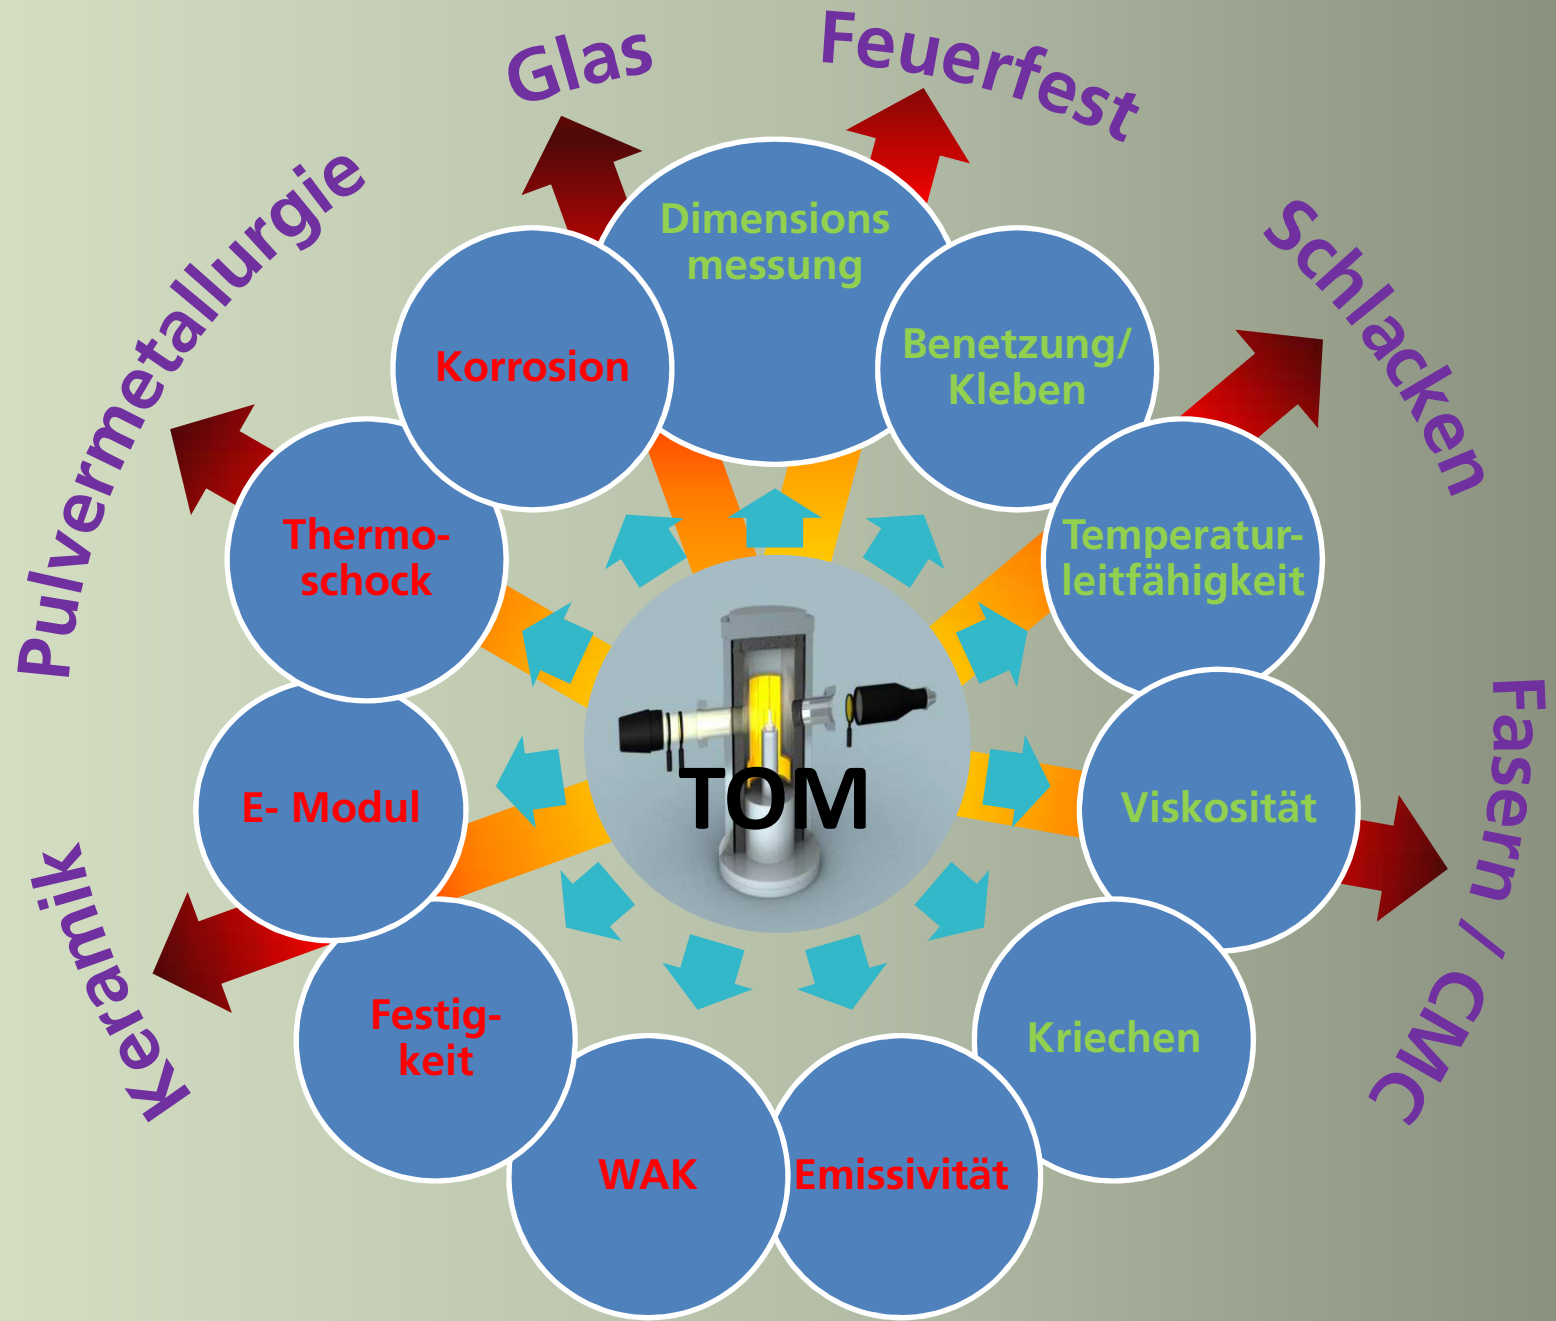 Glas
Feuerfest
Schlacken
Fasern / CMC
Keramik
Pulvermetallurgie
Dimensions
messung
Benetzung/
Kleben
Temperatur-
leitfähigkeit
Viskosität
Kriechen
Emissivität
WAK
Festig-
keit
E- Modul
Thermo-
schock
Korrosion
TOM